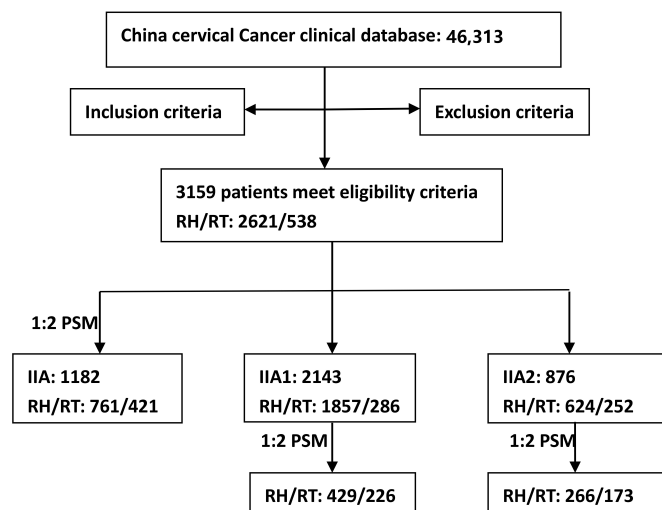 China cervical Cancer clinical database: 46,313
Inclusion criteria
Exclusion criteria
3159 patients meet eligibility criteria
RH/RT: 2621/538
1:2 PSM
IIA: 1182
RH/RT: 761/421
IIA1: 2143
RH/RT: 1857/286
IIA2: 876
RH/RT: 624/252
1:2 PSM
1:2 PSM
RH/RT: 429/226
RH/RT: 266/173